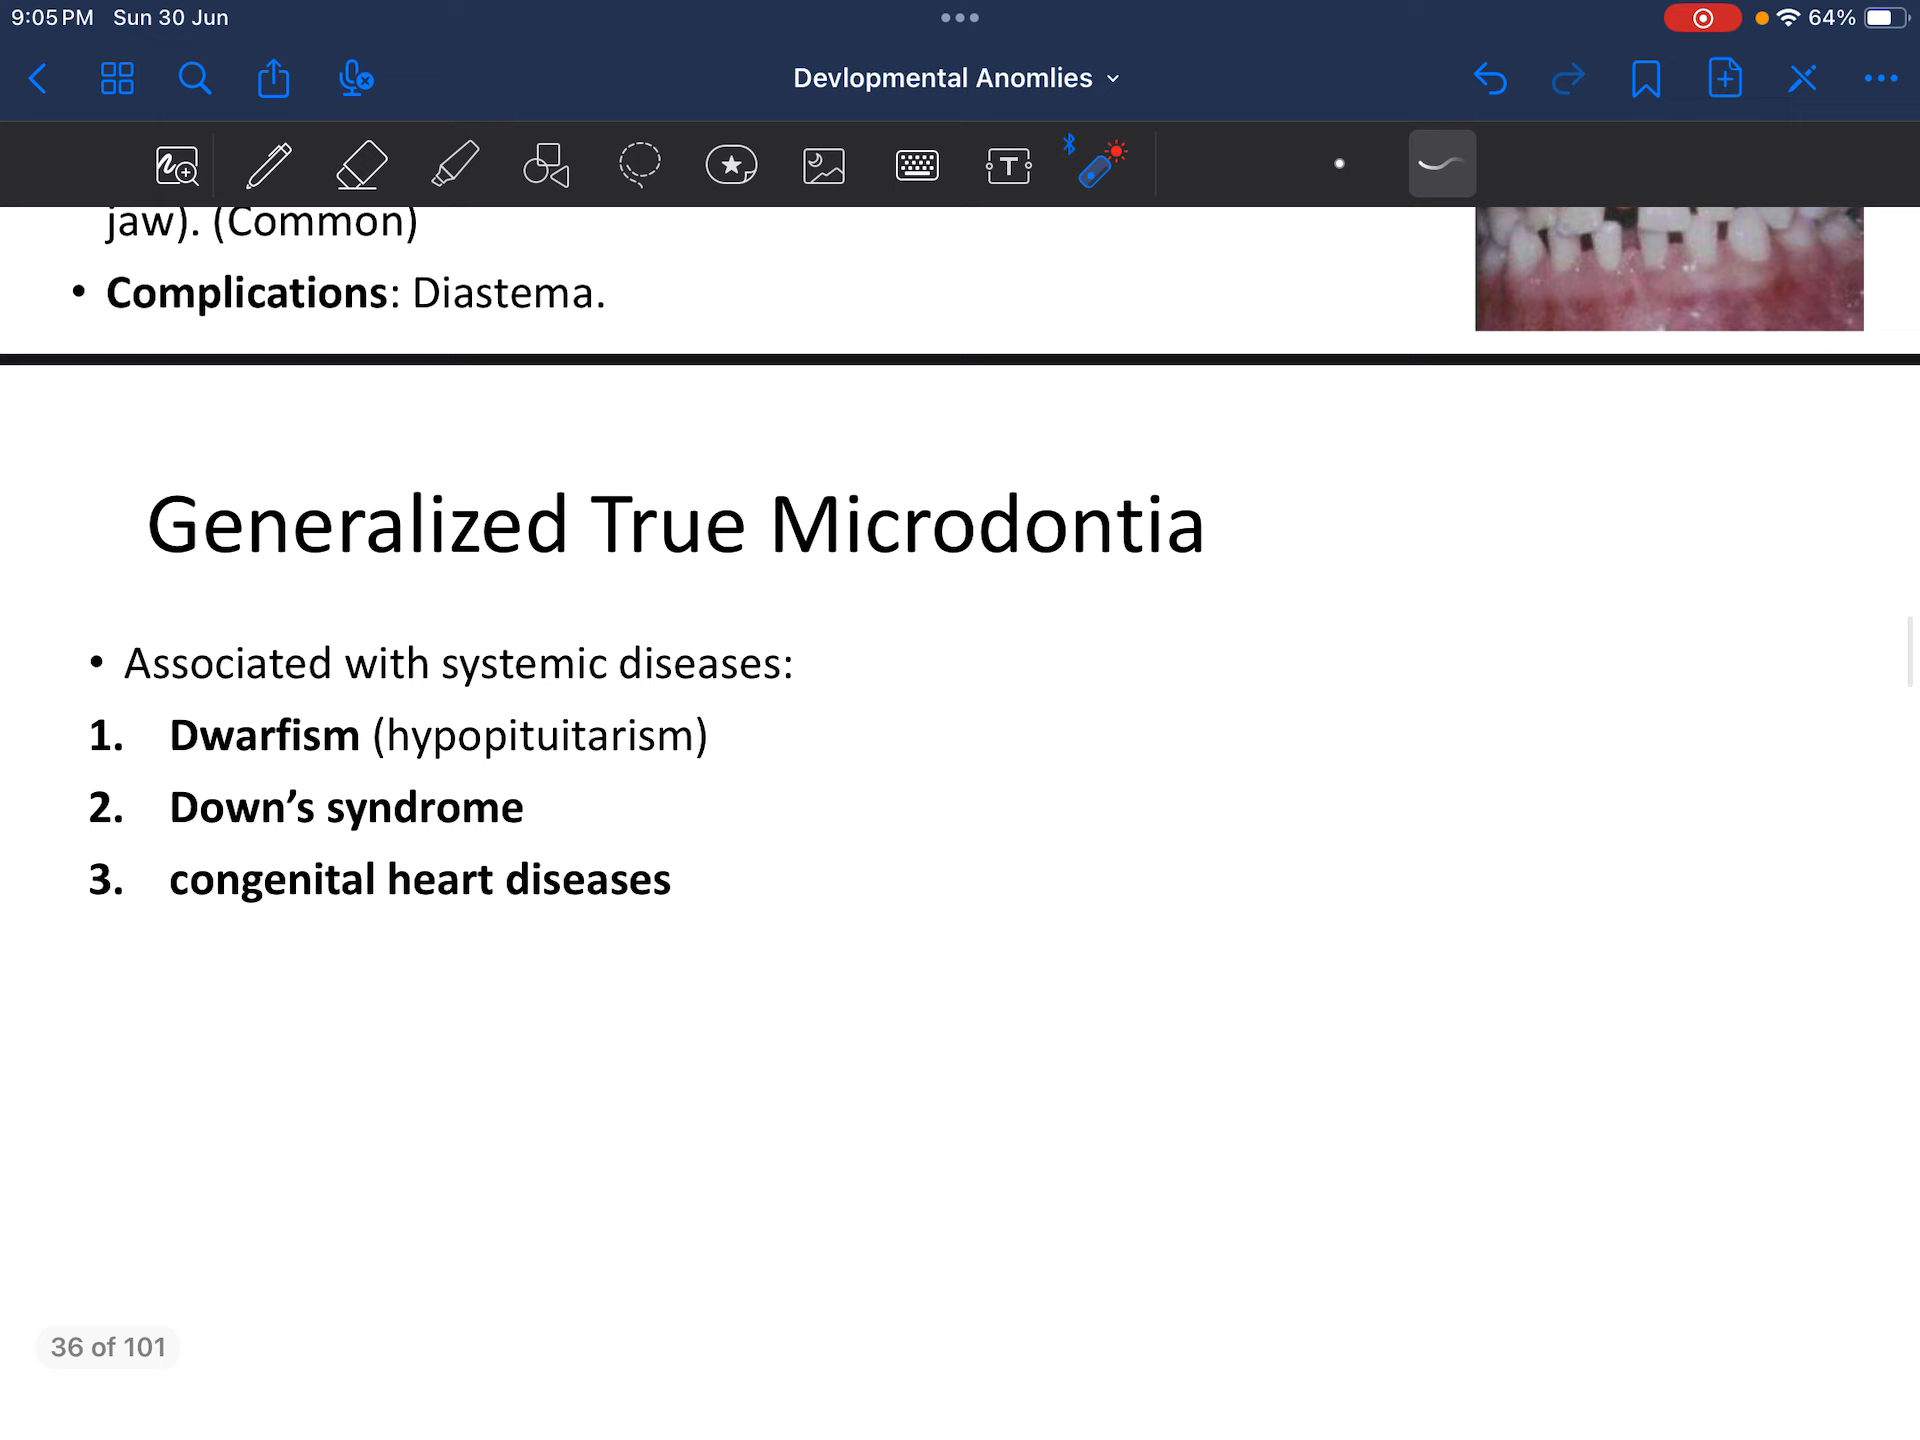 9:05 PM Sun 30 Jun
64%
Devlopmental Anomlies
T
jaw). (Common)
• Complications: Diastema.
Generalized True Microdontia
• Associated with systemic diseases:
1. Dwarfism (hypopituitarism)
2. Down’s syndrome
3. congenital heart diseases
36 of 101